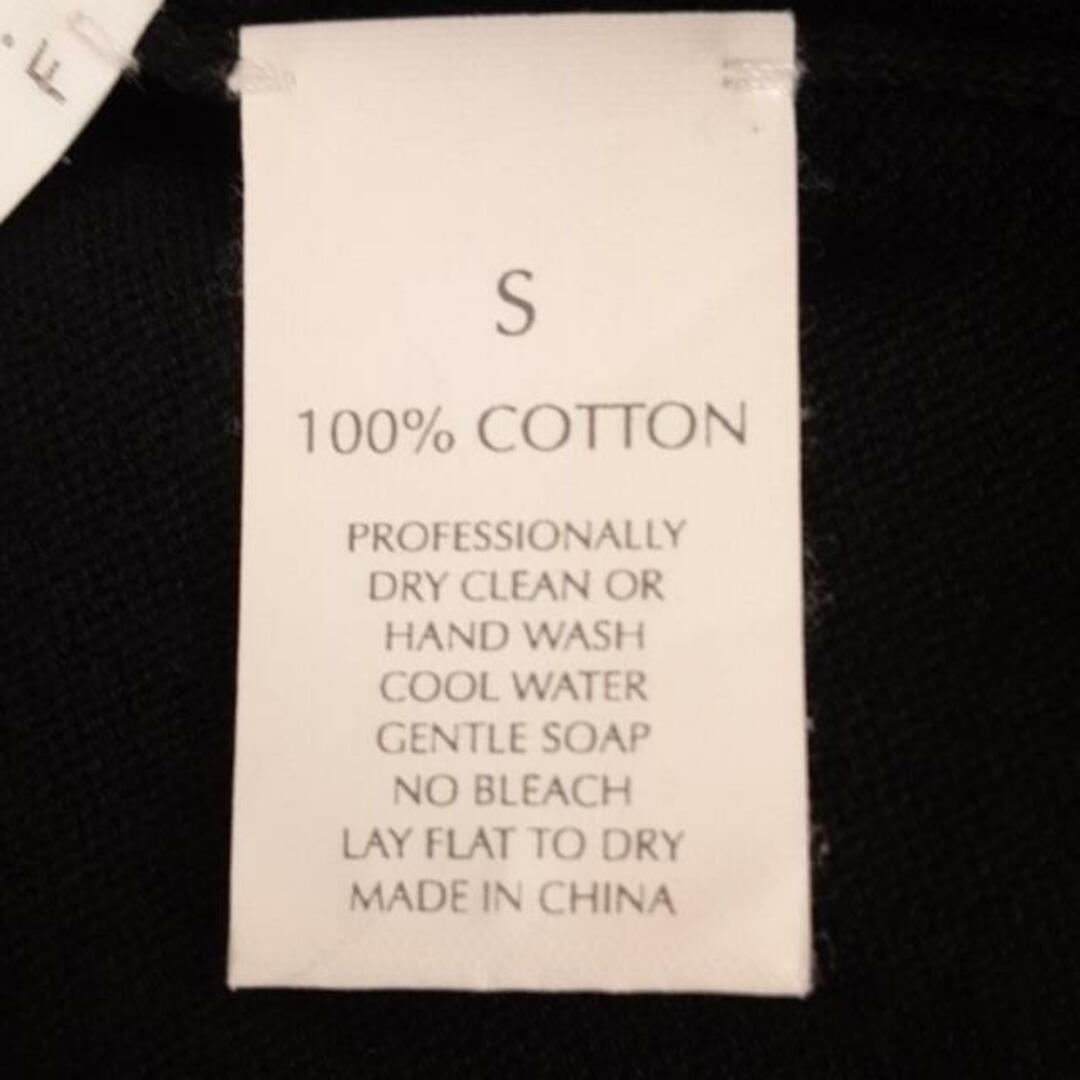 F
S
100% COTTON
PROFESSIONALLY
DRY CLEAN OR
HAND WASH
COOL WATER
GENTLE SOAP
NO BLEACH
LAY FLAT TO DRY
MADE IN CHINA